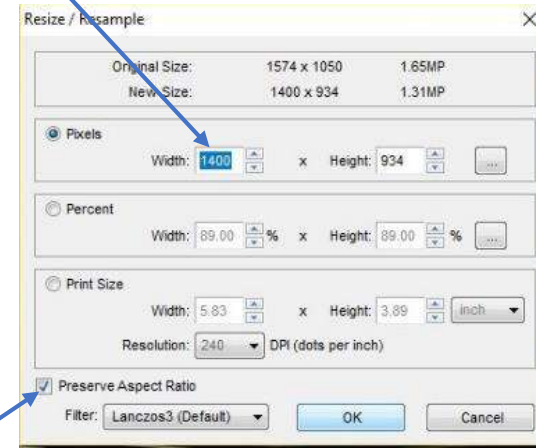 Resize / Resample
Original Size: 1574 x 1050 1.65MP
New Size: 1400 x 934 1.31MP
Pixels
Width: 1400 x Height: 934 ...
Percent
Width: 89.00 % x Height: 89.00 % ...
Print Size
Width: 5.83 x Height: 3.89 inch
Resolution: 240 DPI (dots per inch)
Preserve Aspect Ratio
Filter: Lanczos3 (Default) OK Cancel